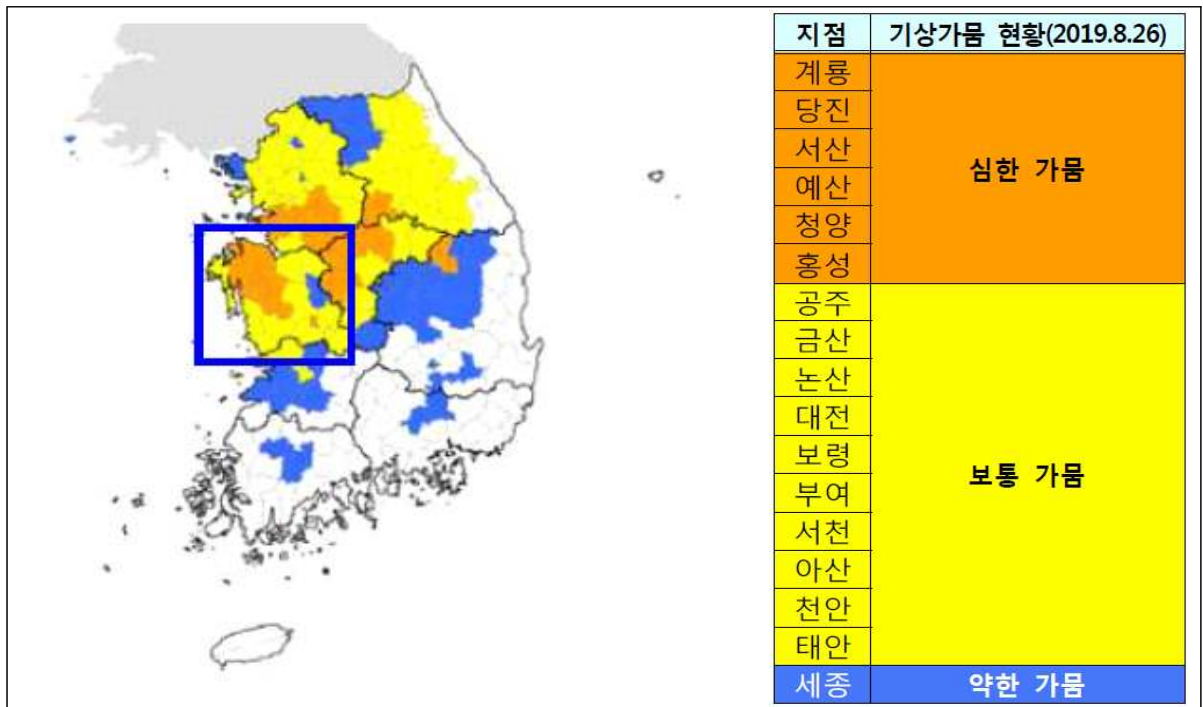 지점 기상가뭄 현황(2019.8.26)
계룡
당진
서산
예산
청양
홍성
심한 가뭄
공주
금산
논산
대전
보령
부여
서천
아산
천안
태안
보통 가뭄
세종 약한 가뭄